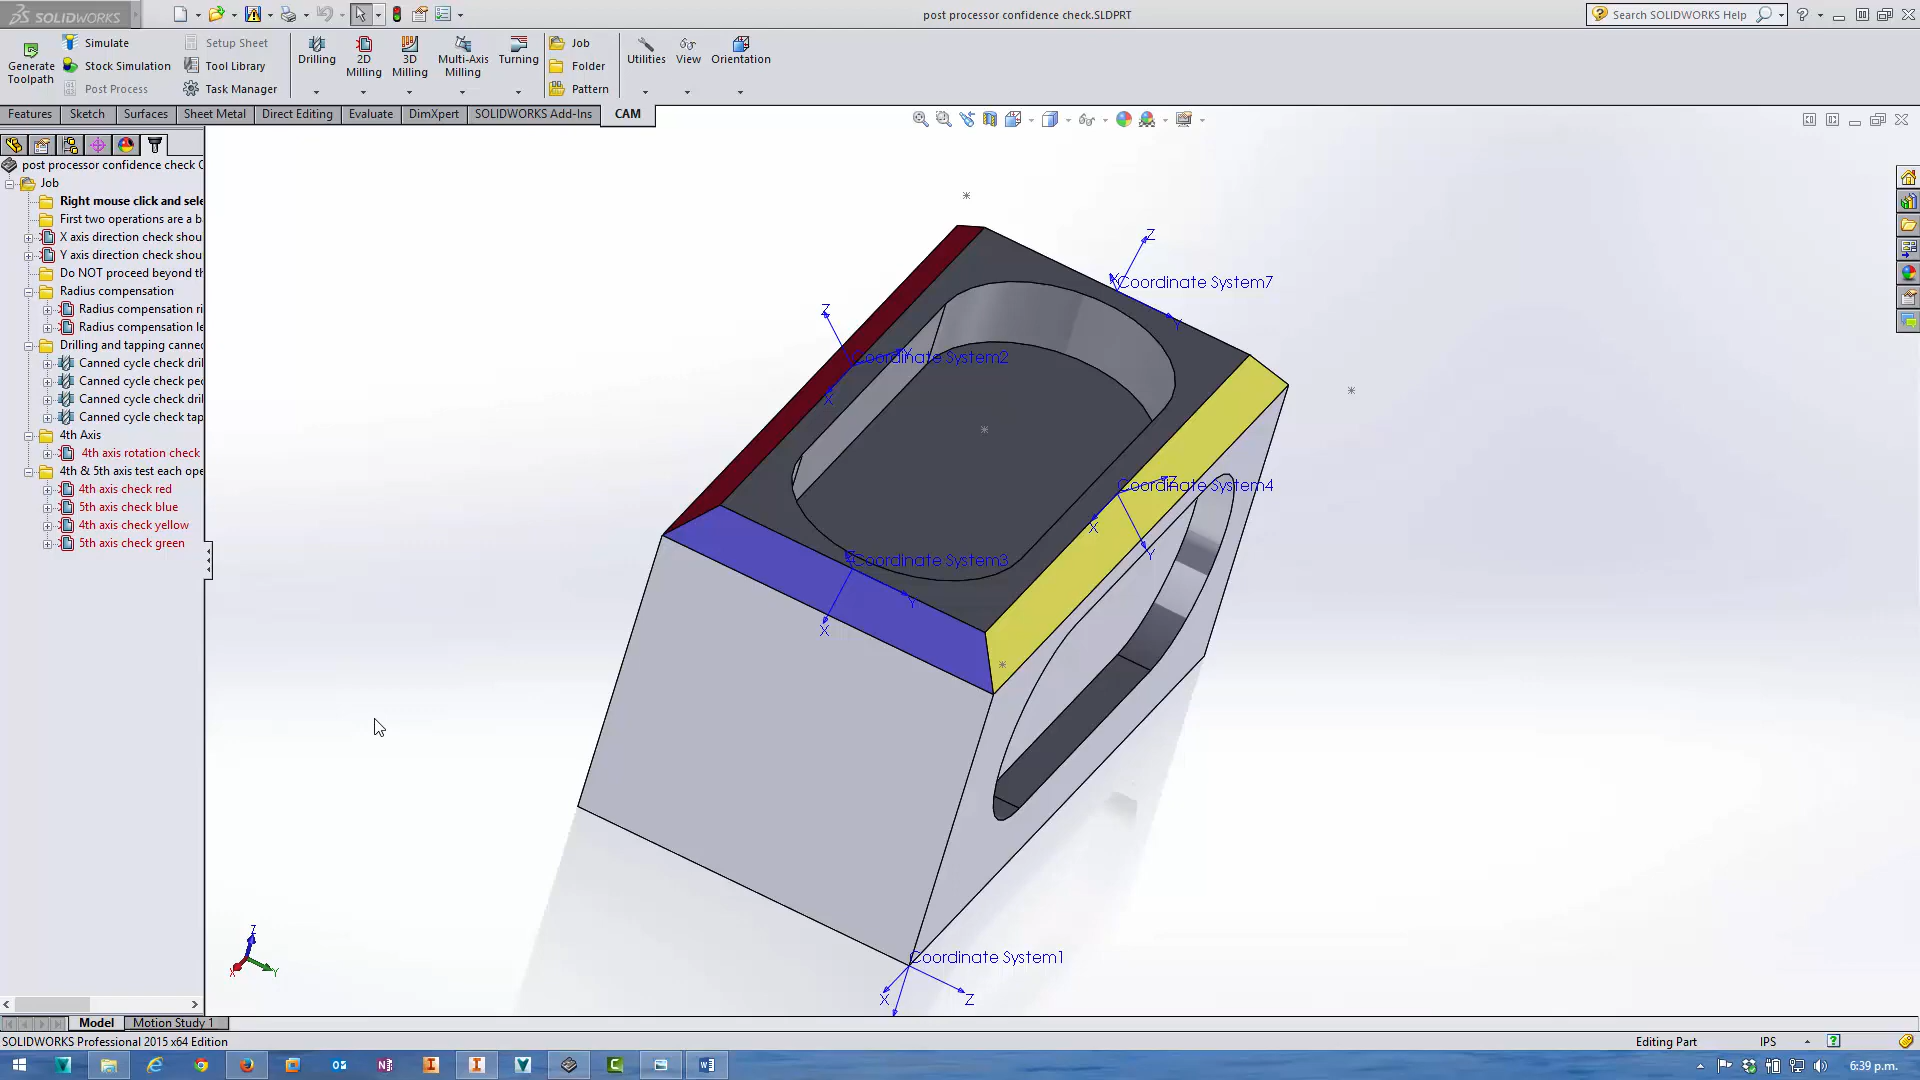 SOLIDWORKS
post processor confidence check.SLDPRT
Search SOLIDWORKS Help
Generate Toolpath
Simulate
Stock Simulation
Post Process
Setup Sheet
Tool Library
Task Manager
Drilling
2D Milling
3D Milling
Multi-Axis Milling
Turning
Job
Folder
Pattern
Utilities
View
Orientation
Features
Sketch
Surfaces
Sheet Metal
Direct Editing
Evaluate
DimXpert
SOLIDWORKS Add-Ins
CAM
post processor confidence check C
Job
Right mouse click and sele
First two operations are a ba
X axis direction check shou
Y axis direction check shou
Do NOT proceed beyond th
Radius compensation
Radius compensation ri
Radius compensation le
Drilling and tapping canne
Canned cycle check dril
Canned cycle check pec
Canned cycle check dril
Canned cycle check tap
4th Axis
4th axis rotation check
4th & 5th axis test each ope
4th axis check red
5th axis check blue
4th axis check yellow
5th axis check green
Z
Coordinate System7
Y
Z
Coordinate System2
X
Coordinate System4
X
Y
Coordinate System3
Y
X
Coordinate System1
X
Z
Z
X
Y
Model
Motion Study 1
SOLIDWORKS Professional 2015 x64 Edition
Editing Part
IPS
6:39 p.m.